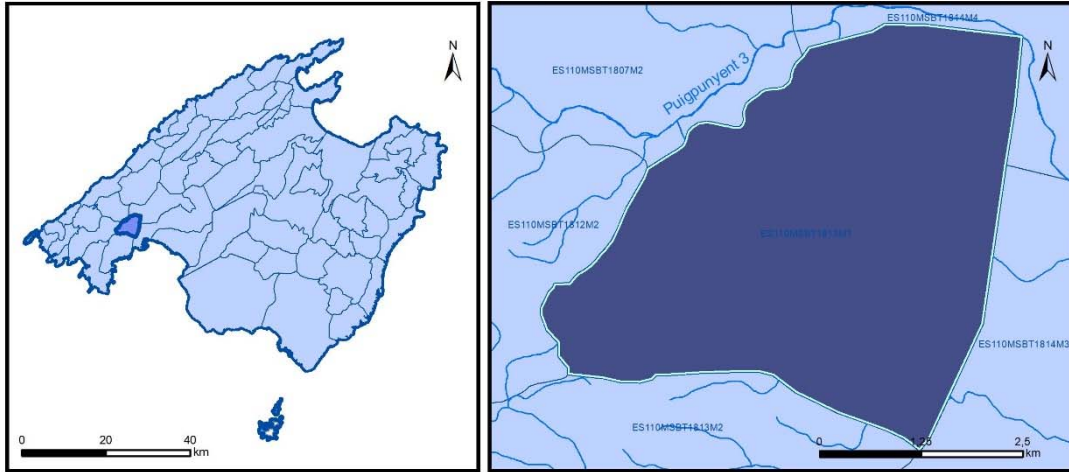 N
0
20
40
km
ES110MSBT1814M4
N
ES110MSBT1807M2
Puigpunyent 3
ES110MSBT1812M2
ES110MSBT1813M1
ES110MSBT1814M3
ES110MSBT1813M2
0
1,25
2,5
km